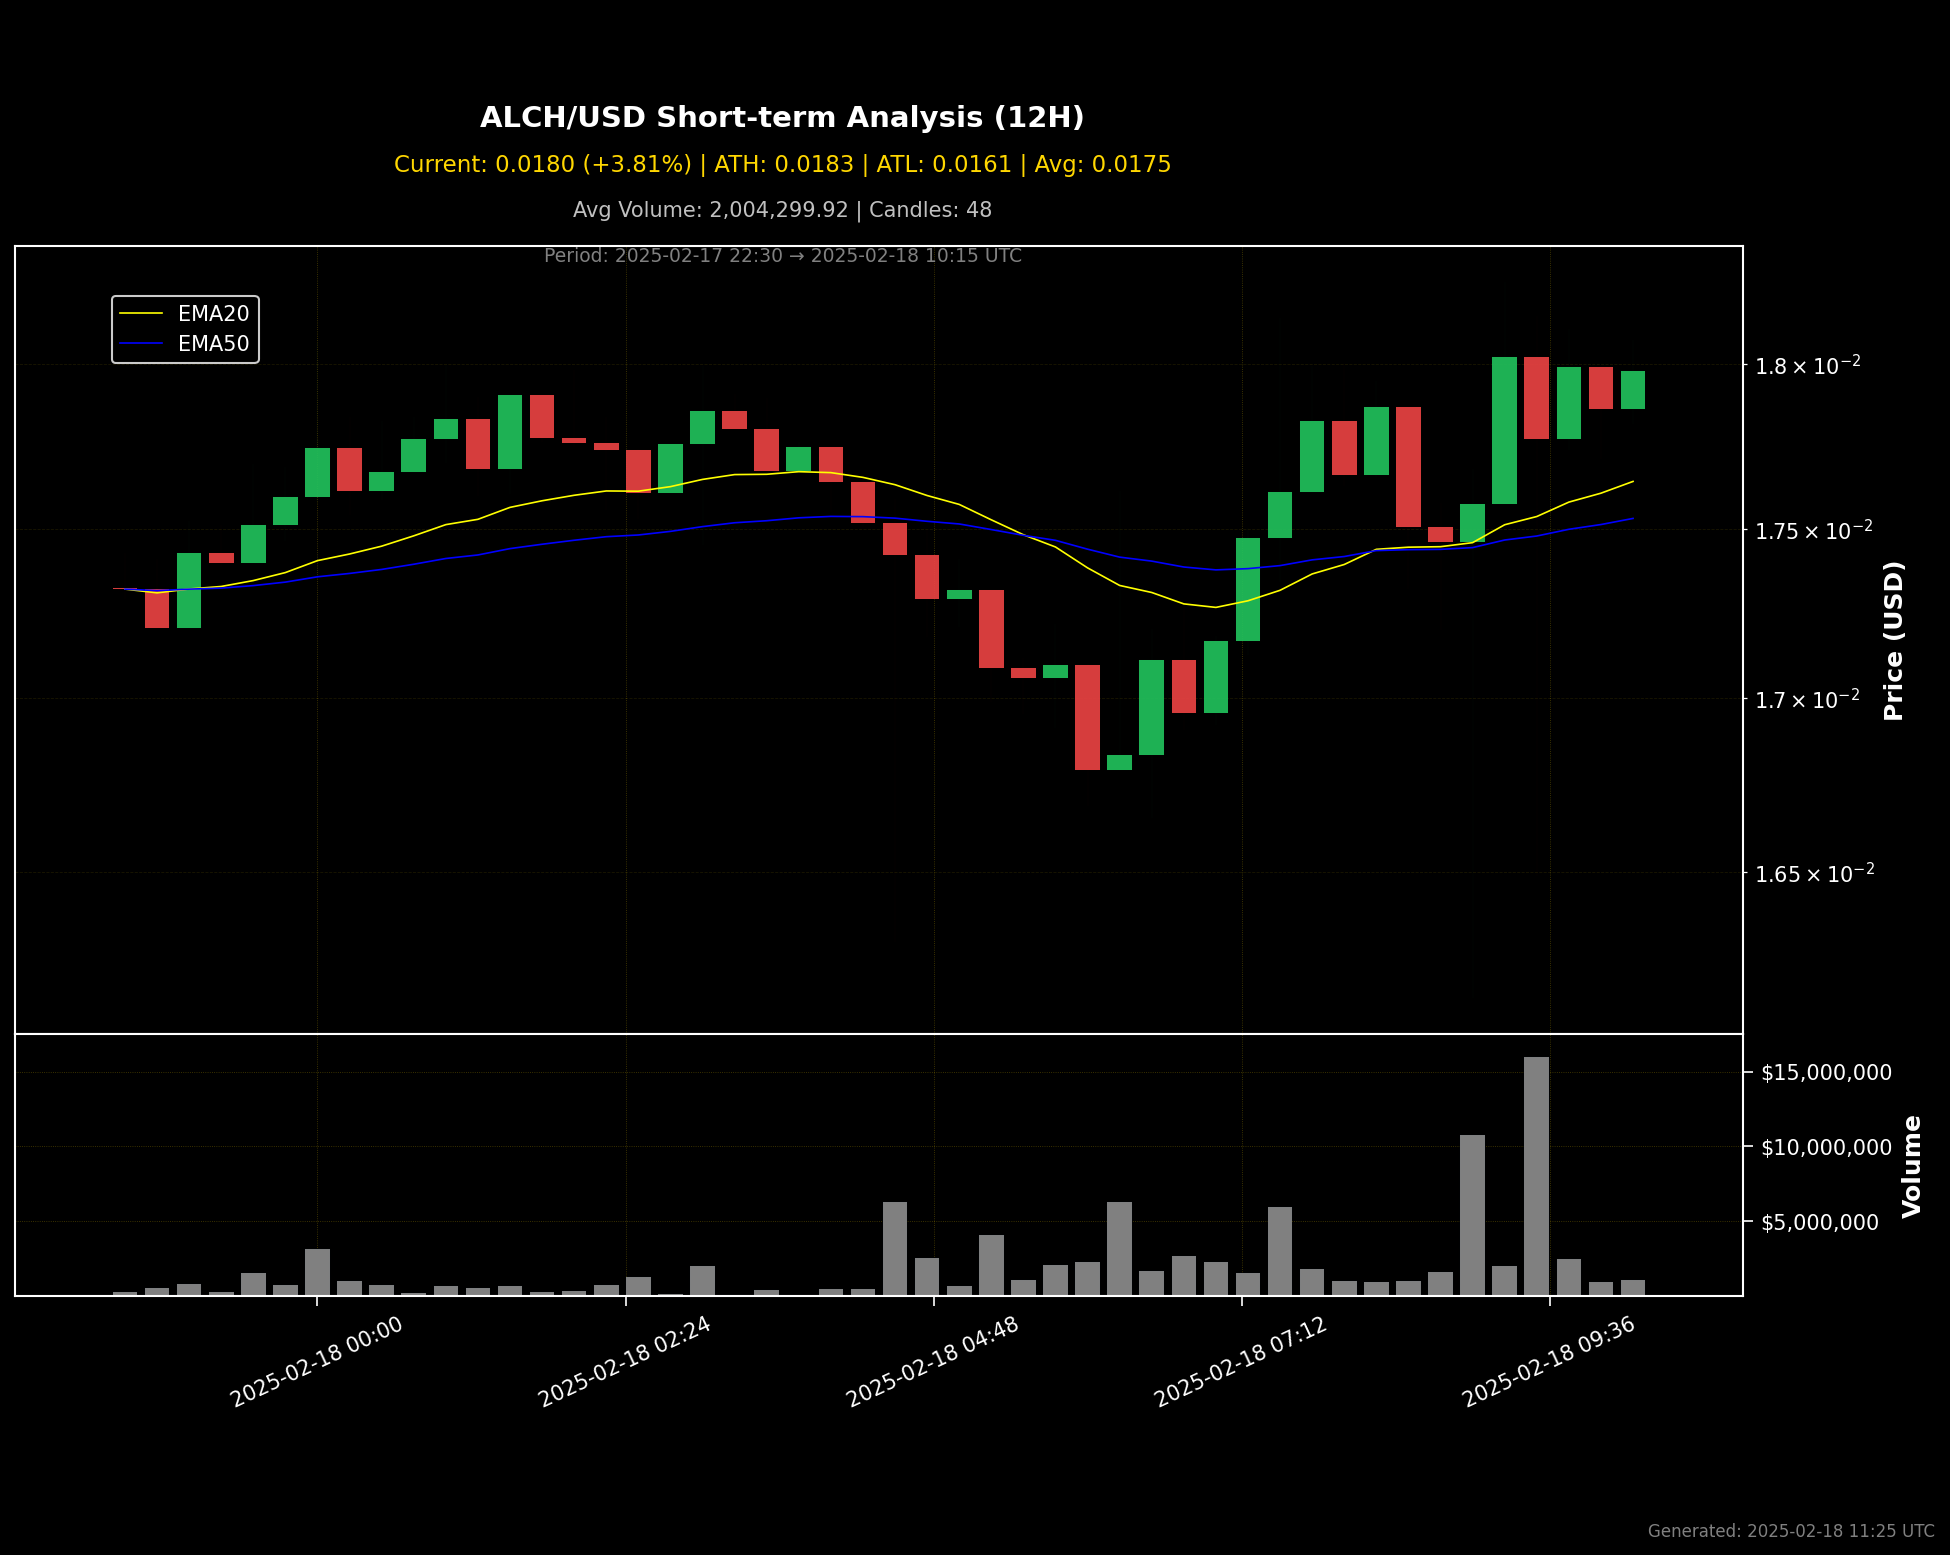 ALCH/USD Short-term Analysis (12H)
Current: 0.0180 (+3.81%) | ATH: 0.0183 | ATL: 0.0161 | Avg: 0.0175
Avg Volume: 2,004,299.92 | Candles: 48
Period: 2025-02-17 22:30 → 2025-02-18 10:15 UTC
EMA20
EMA50
1.8 × 10⁻²
1.75 × 10⁻²
1.7 × 10⁻²
1.65 × 10⁻²
Price (USD)
$15,000,000
$10,000,000
$5,000,000
Volume
2025-02-18 00:00
2025-02-18 02:24
2025-02-18 04:48
2025-02-18 07:12
2025-02-18 09:36
Generated: 2025-02-18 11:25 UTC